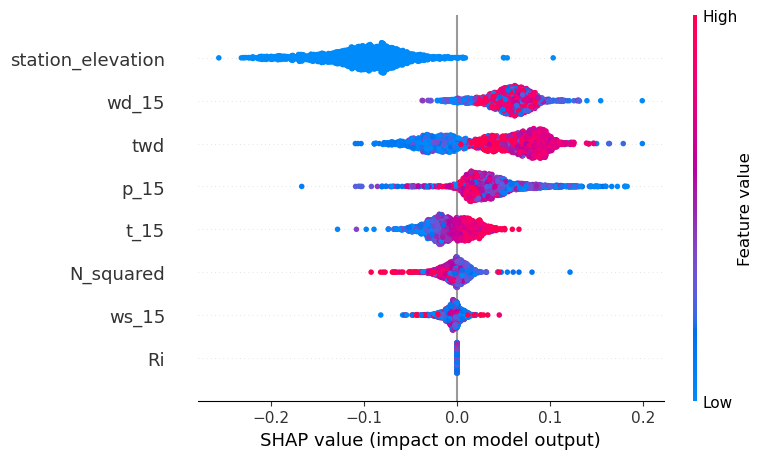 High
station_elevation
wd_15
twd
p_15
t_15
N_squared
ws_15
Ri
Feature value
Low
−0.2 −0.1 0.0 0.1 0.2
SHAP value (impact on model output)